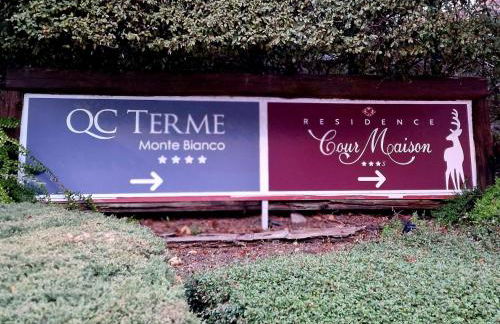 QC TERME
Monte Bianco
★★★★
→
RESIDENCE
Cour Maison
★★★s
→